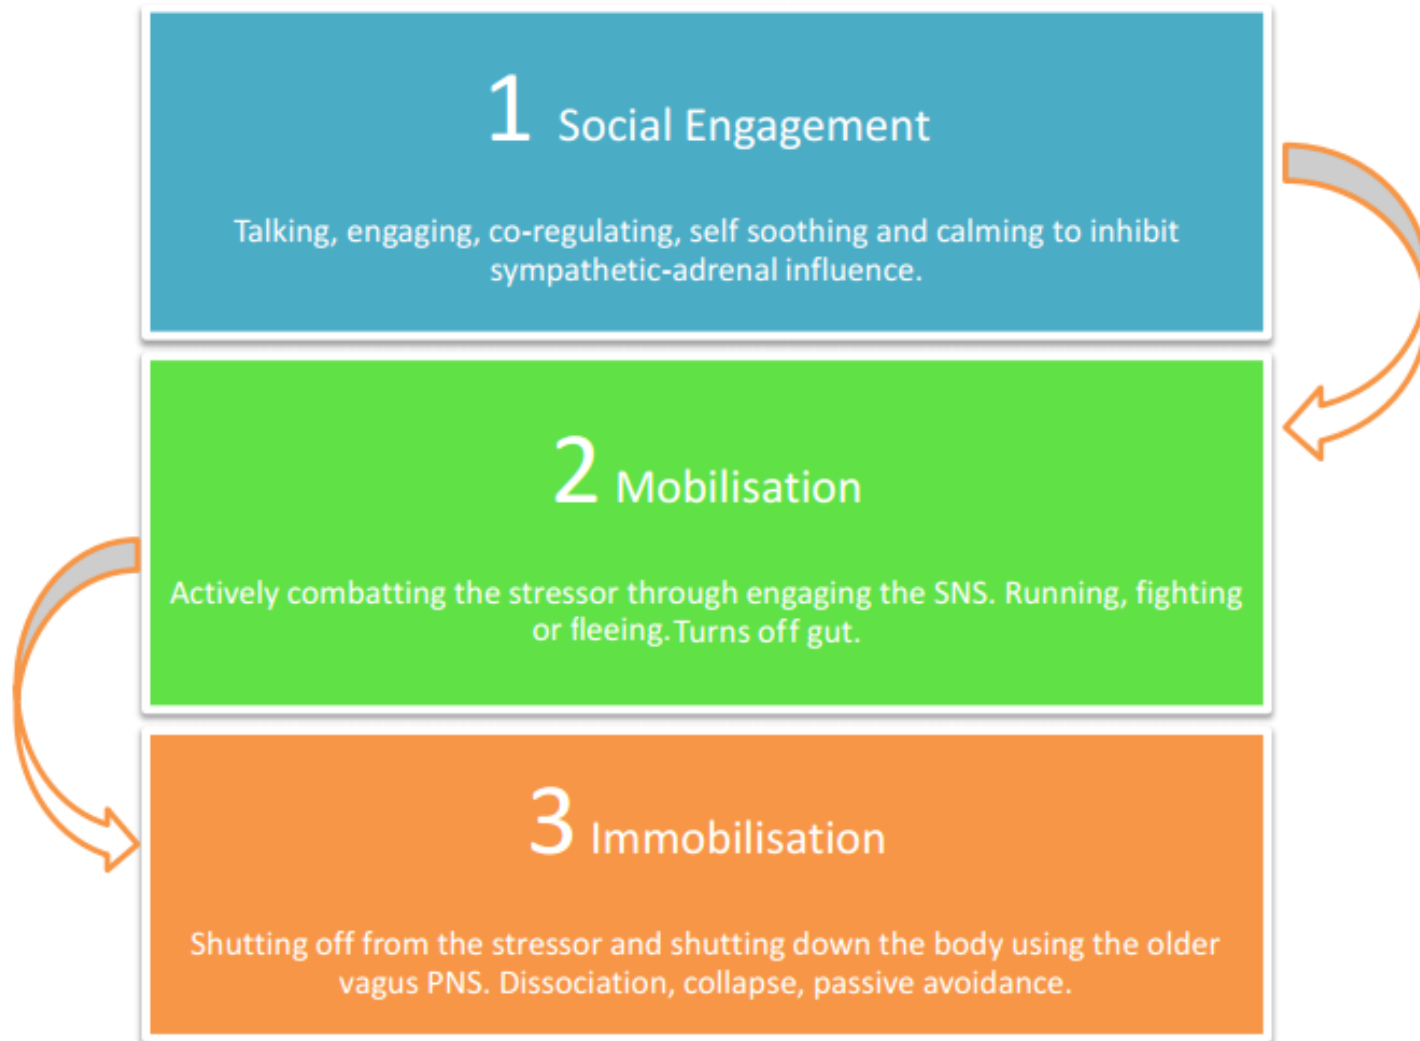 1 Social Engagement
Talking, engaging, co-regulating, self soothing and calming to inhibit
sympathetic-adrenal influence.
2 Mobilisation
Actively combatting the stressor through engaging the SNS. Running, fighting
or fleeing. Turns off gut.
3 Immobilisation
Shutting off from the stressor and shutting down the body using the older
vagus PNS. Dissociation, collapse, passive avoidance.